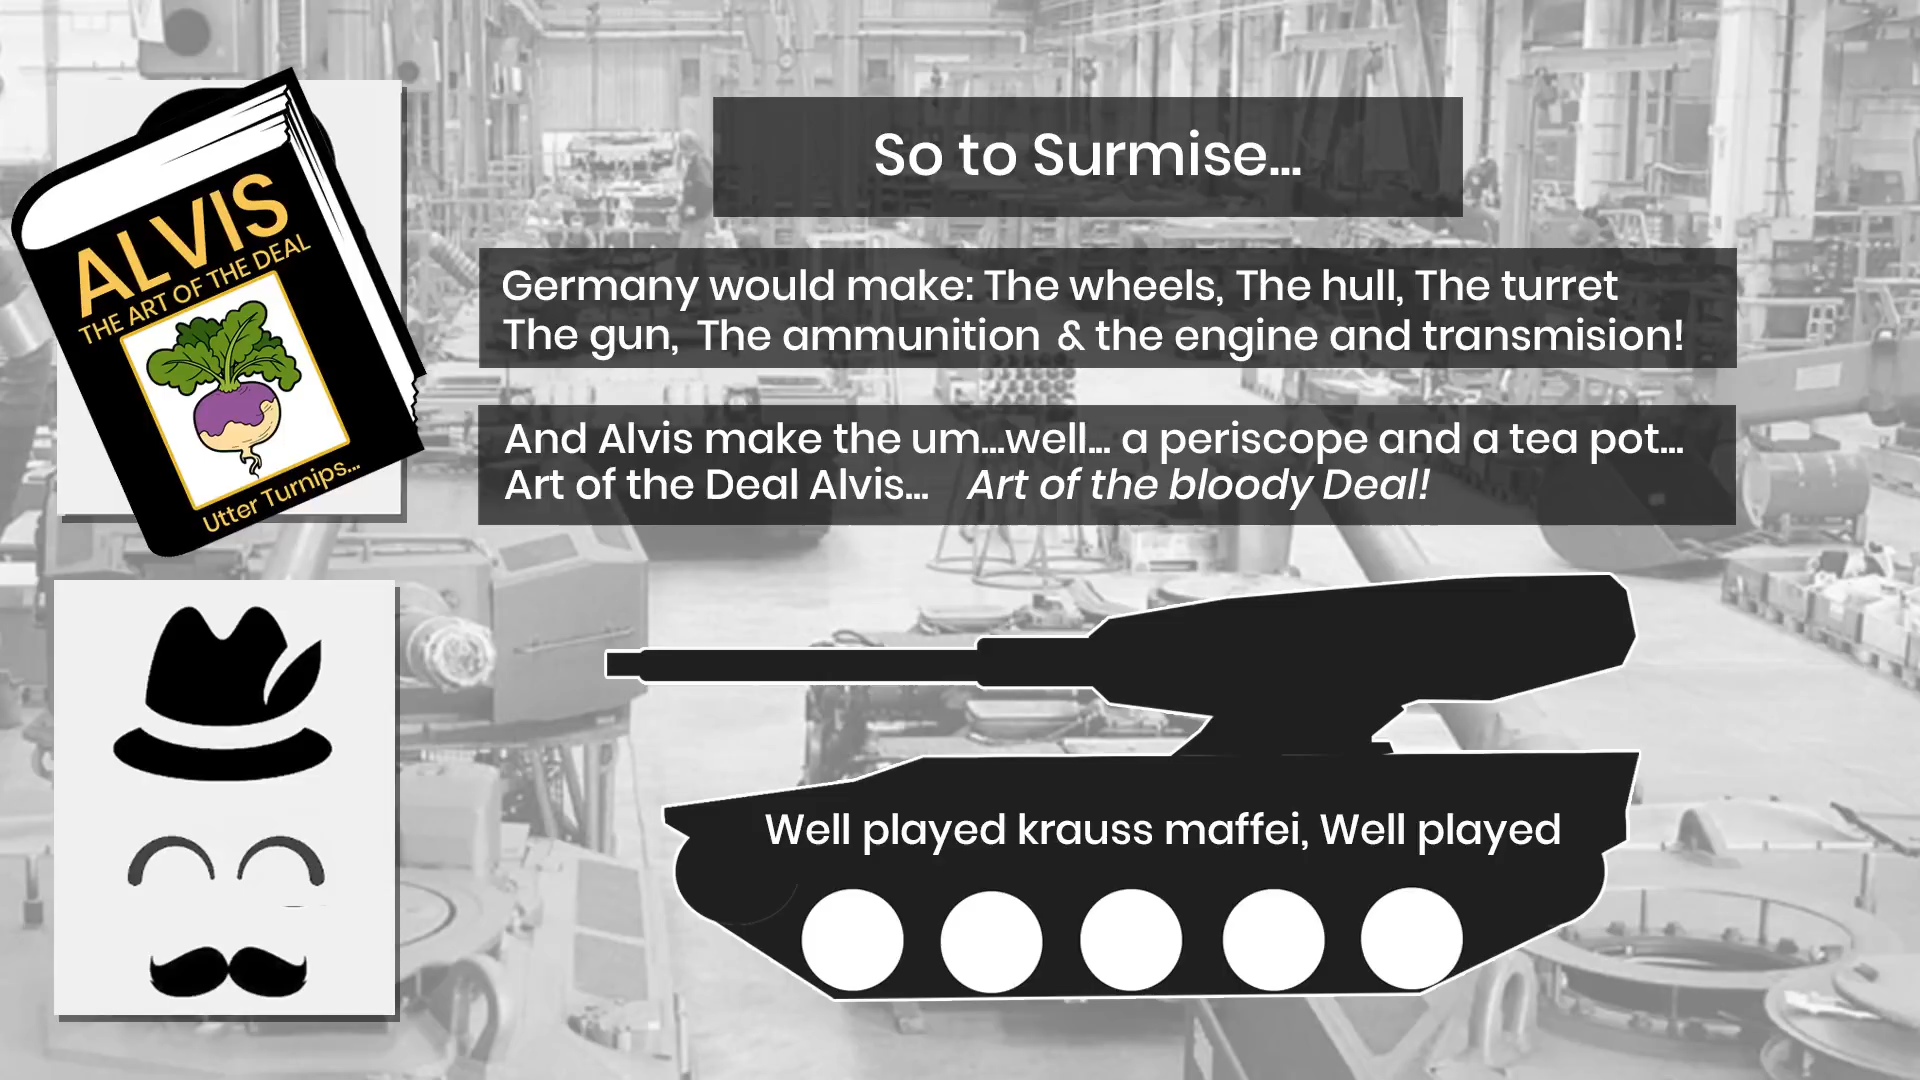 So to Surmise...
ALVIS
THE ART OF THE DEAL
Utter Turnips...
Germany would make: The wheels, The hull, The turret
The gun, The ammunition & the engine and transmision!
And Alvis make the um...well... a periscope and a tea pot...
Art of the Deal Alvis... Art of the bloody Deal!
Well played krauss maffei, Well played